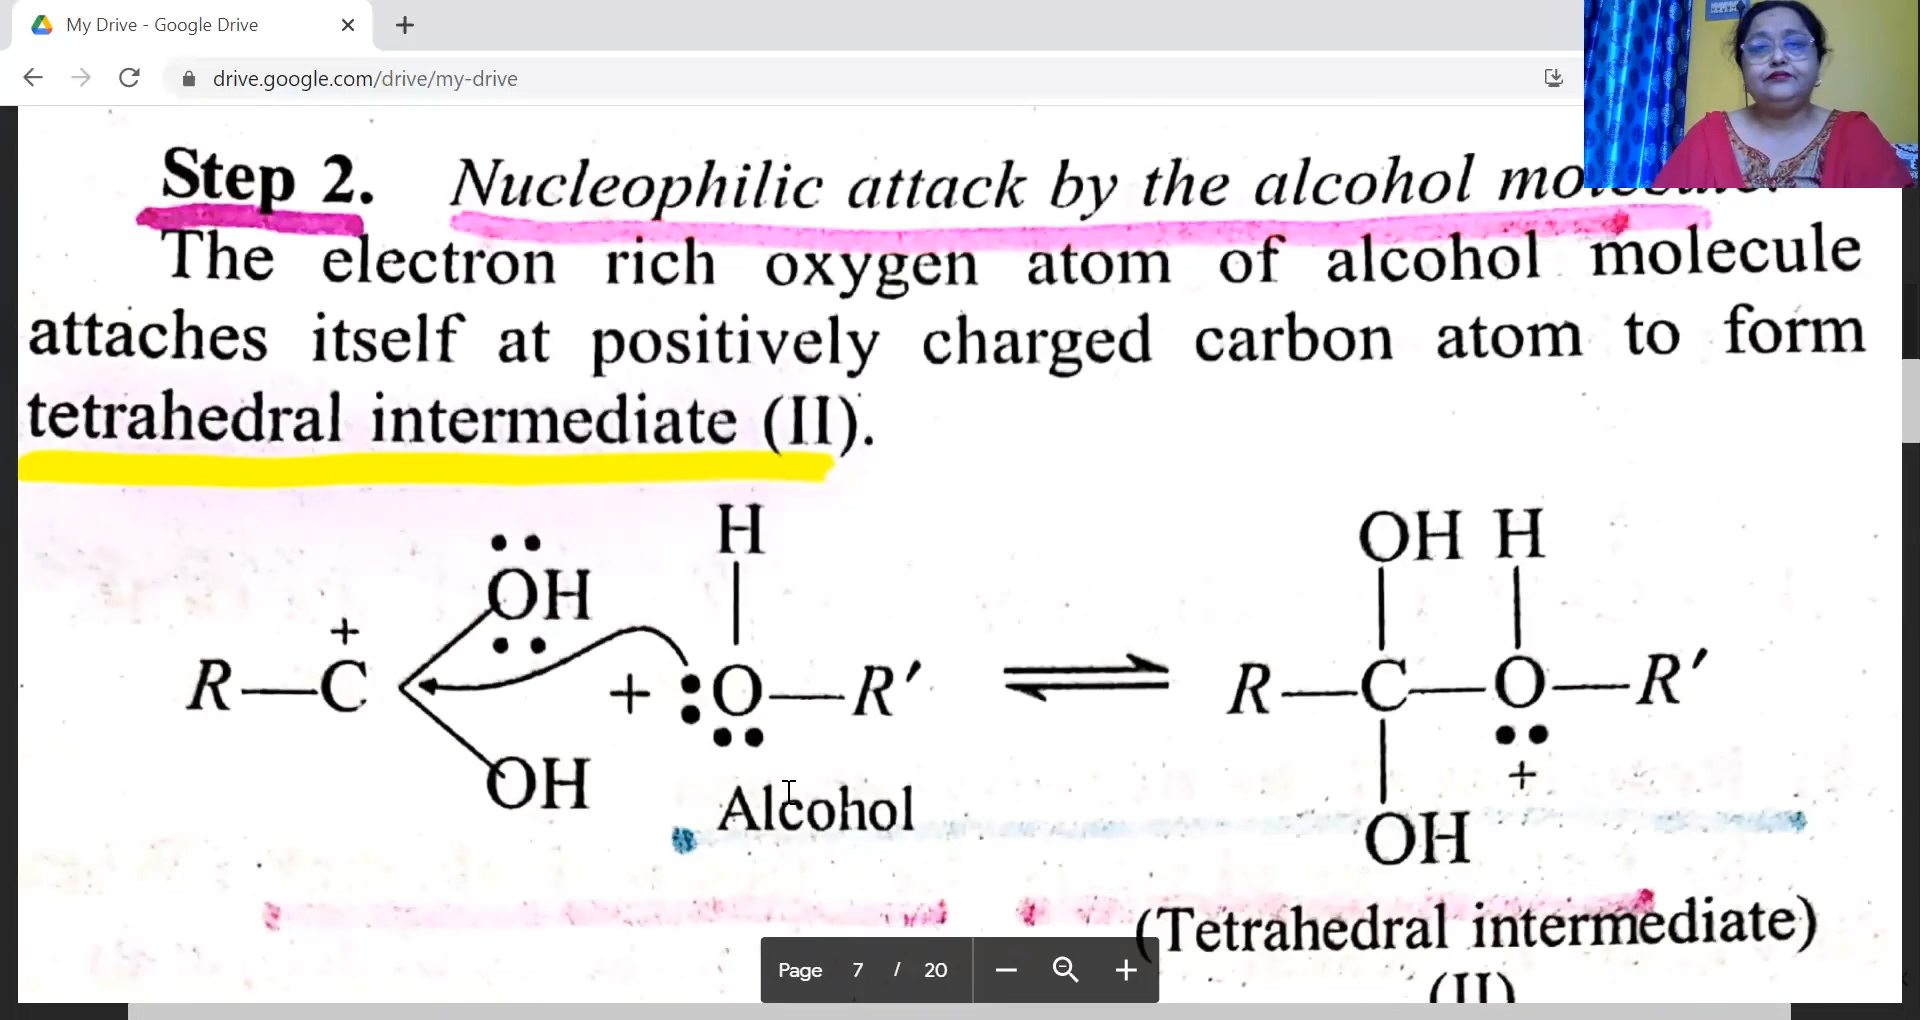 My Drive - Google Drive
drive.google.com/drive/my-drive
Step 2. Nucleophilic attack by the alcohol
The electron rich oxygen atom of alcohol molecule
attaches itself at positively charged carbon atom to form
tetrahedral intermediate (II).
H
OH H
OH
+
R—C + :O—R′ ⇌ R—C—O—R′
+
OH
Alcohol
OH
(Tetrahedral intermediate)
(II)
Page 7 / 20